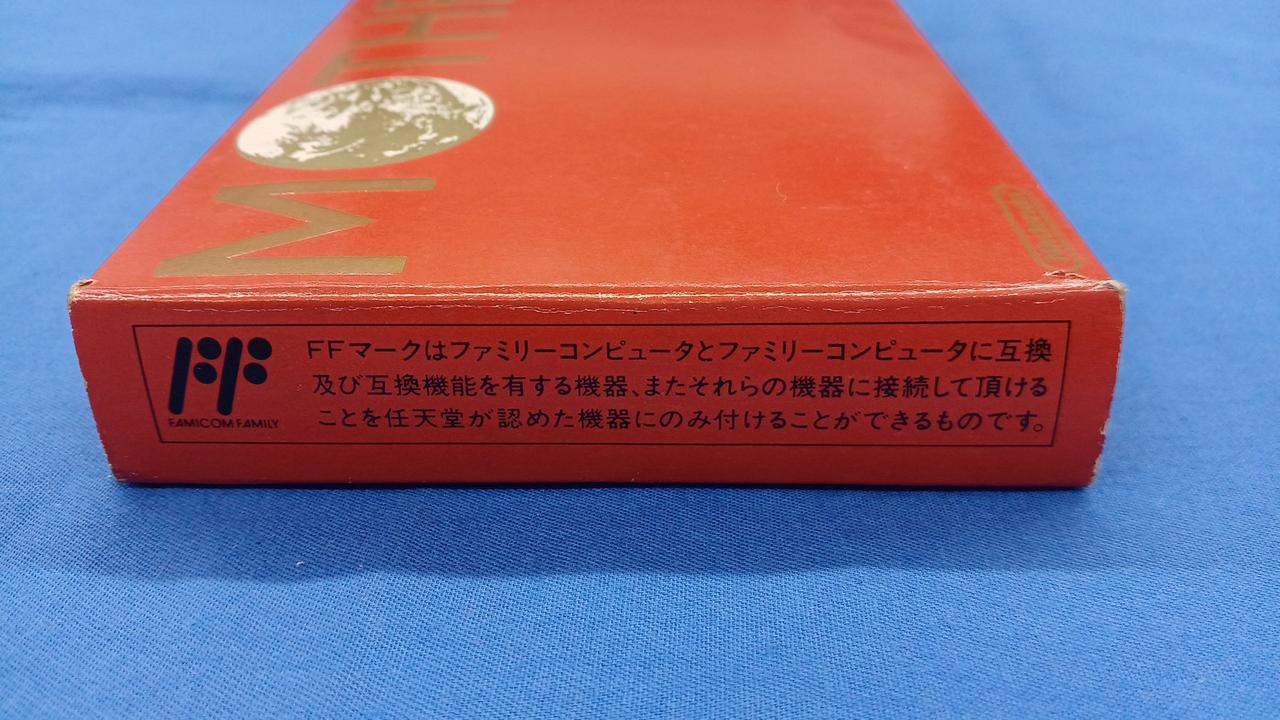 MOTHE
Nintendo
FF
FAMICOM FAMILY
FFマークはファミリーコンピュータとファミリーコンピュータに互換
及び互換機能を有する機器、またそれらの機器に接続して頂ける
ことを任天堂が認めた機器にのみ付けることができるものです。